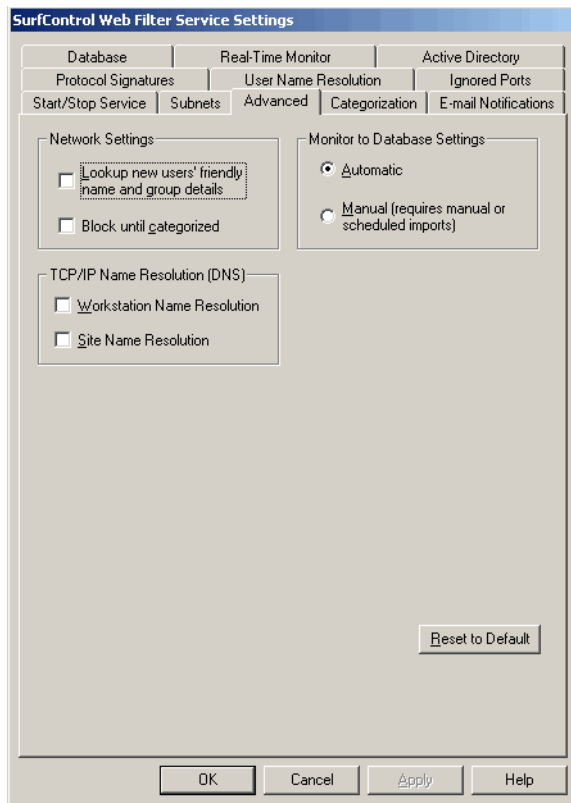 SurfControl Web Filter Service Settings
Database
Real-Time Monitor
Active Directory
Protocol Signatures
User Name Resolution
Ignored Ports
Start/Stop Service
Subnets
Advanced
Categorization
E-mail Notifications
Network Settings
Lookup new users' friendly
name and group details
Block until categorized
Monitor to Database Settings
Automatic
Manual (requires manual or
scheduled imports)
TCP/IP Name Resolution (DNS)
Workstation Name Resolution
Site Name Resolution
Reset to Default
OK
Cancel
Apply
Help